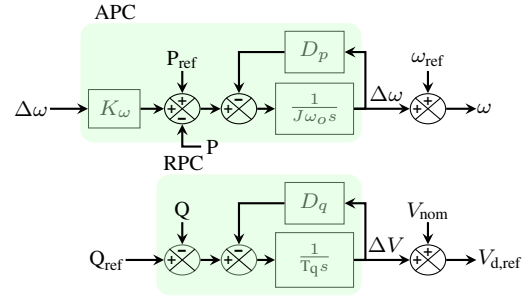 APC
P_ref
D_p
ω_ref
Δω
K_ω
1/(Jω_o s)
Δω
ω
P
RPC
Q
D_q
V_nom
Q_ref
1/(T_q s)
ΔV
V_d,ref